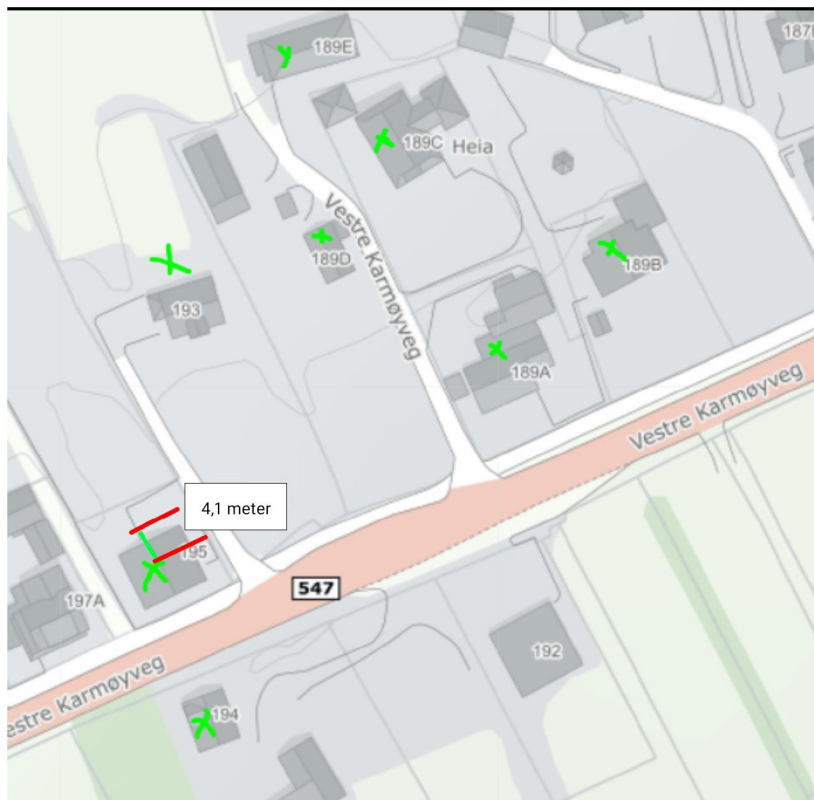 189E
187
189C Heia
Vestre Karmøyveg
189D
189B
193
189A
Vestre Karmøyveg
4,1 meter
195
547
197A
192
estre Karmøyveg
194